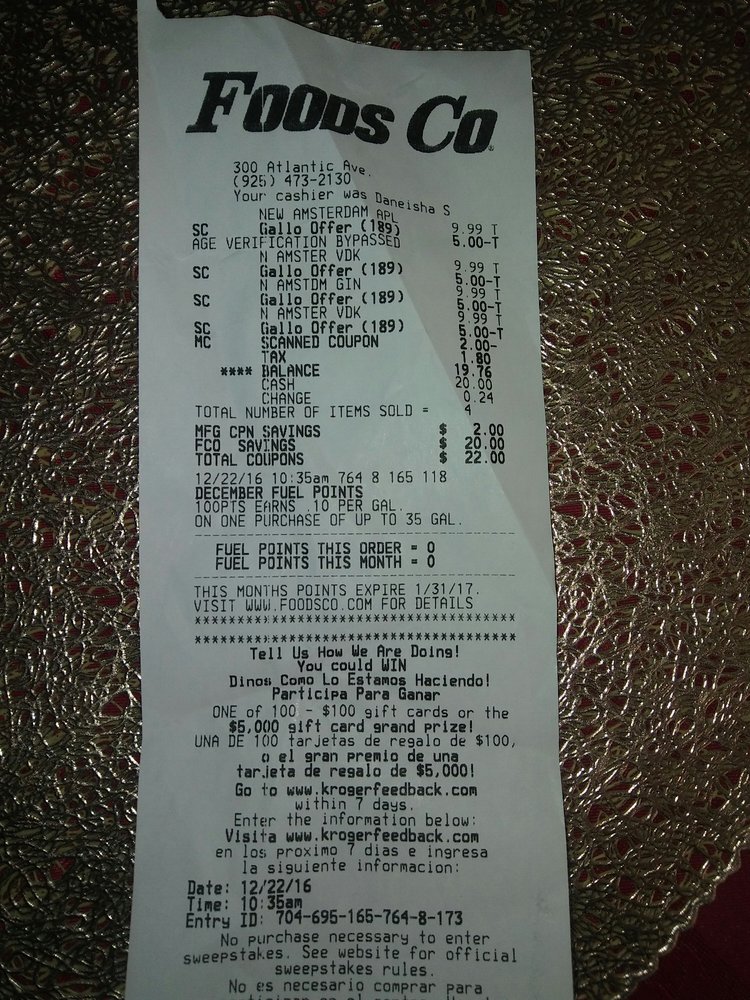 FOODS CO
300 Atlantic Ave.
(925) 473-2130
Your cashier was Daneisha S
NEW AMSTERDAM APL 9.99 T
SC Gallo Offer (189) 5.00-T
AGE VERIFICATION BYPASSED
N AMSTER VDK 9.99 T
SC Gallo Offer (189) 5.00-T
N AMSTDM GIN 9.99 T
SC Gallo Offer (189) 5.00-T
N AMSTER VDK 9.99 T
SC Gallo Offer (189) 5.00-T
MC SCANNED COUPON 2.00-
TAX 1.80
**** BALANCE 19.76
CASH 20.00
CHANGE 0.24
TOTAL NUMBER OF ITEMS SOLD = 4
MFG CPN SAVINGS $ 2.00
FCO SAVINGS $ 20.00
TOTAL COUPONS $ 22.00
12/22/16 10:35am 764 8 165 118
DECEMBER FUEL POINTS
100PTS EARNS .10 PER GAL.
ON ONE PURCHASE OF UP TO 35 GAL.
FUEL POINTS THIS ORDER = 0
FUEL POINTS THIS MONTH = 0
THIS MONTHS POINTS EXPIRE 1/31/17.
VISIT WWW.FOODSCO.COM FOR DETAILS
**************************************
**************************************
Tell Us How We Are Doing!
You could WIN
Dinos Como Lo Estamos Haciendo!
Participa Para Ganar
ONE of 100 - $100 gift cards or the
$5,000 gift card grand prize!
UNA DE 100 tarjetas de regalo de $100,
o el gran premio de una
tarjeta de regalo de $5,000!
Go to www.krogerfeedback.com
within 7 days.
Enter the information below:
Visita www.krogerfeedback.com
en los proximo 7 dias e ingresa
la siguiente informacion:
Date: 12/22/16
Time: 10:35am
Entry ID: 704-695-165-764-8-173
No purchase necessary to enter
sweepstakes. See website for official
sweepstakes rules.
No es necesario comprar para